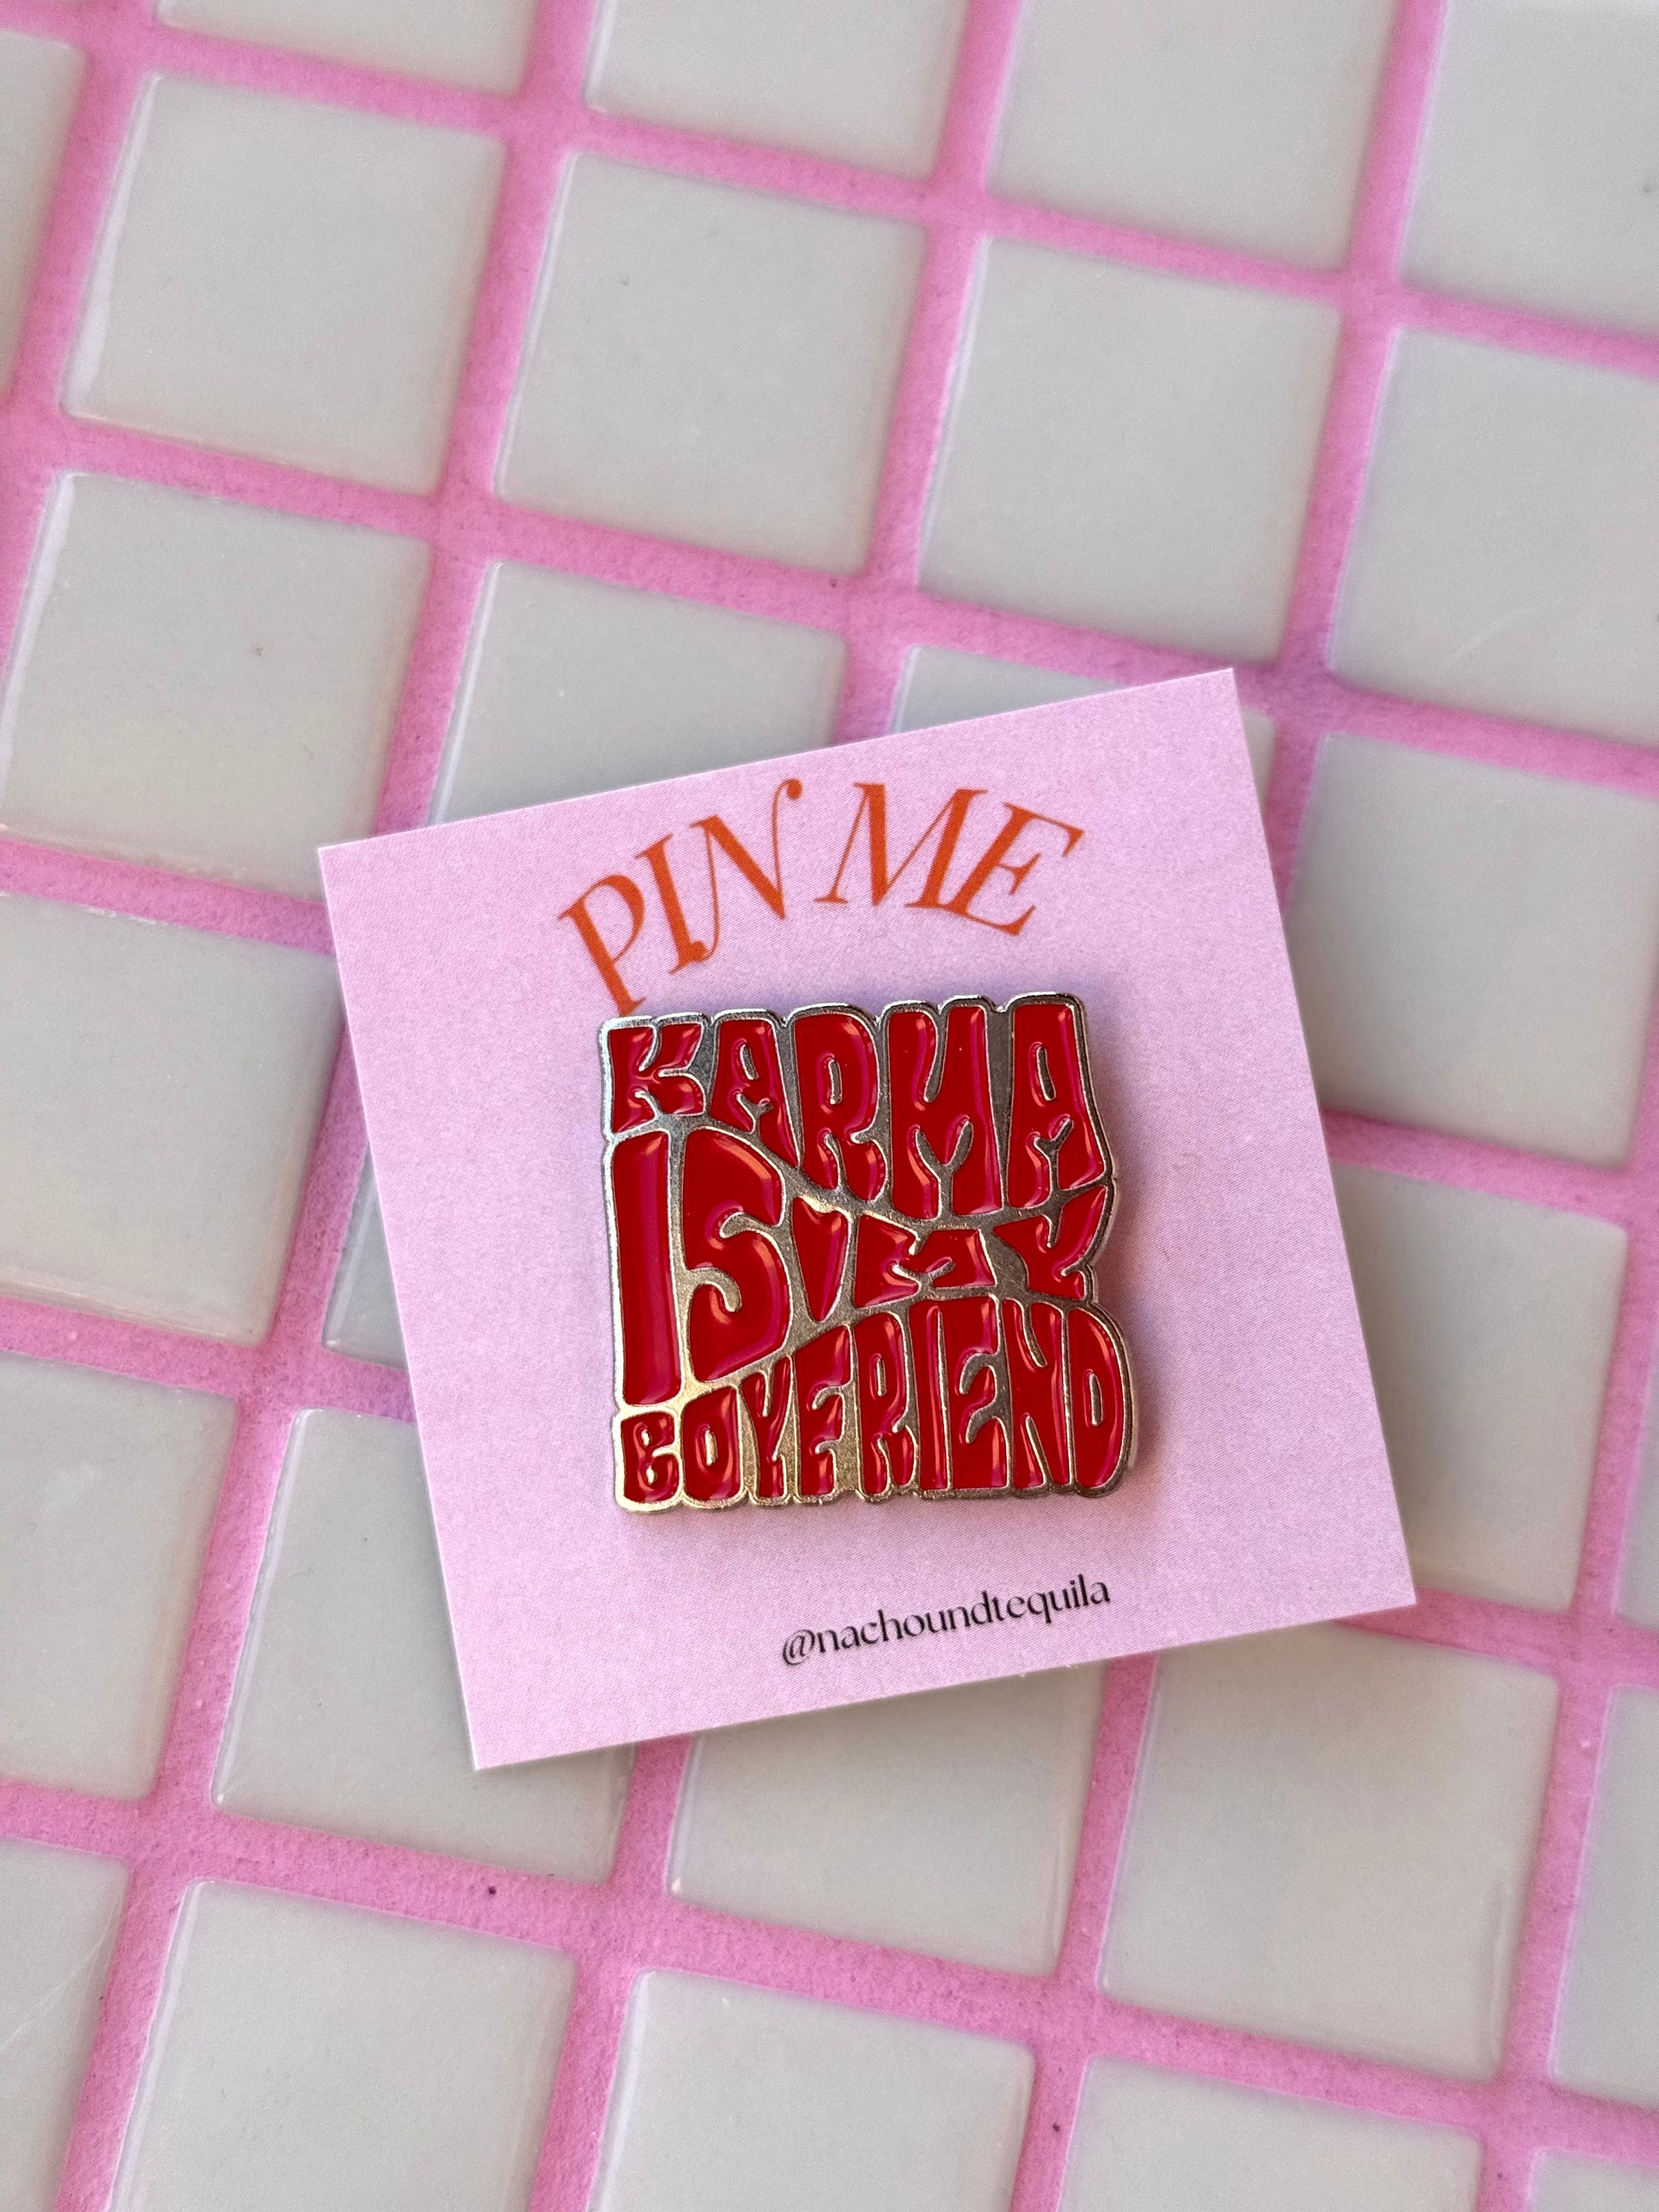 PIN ME
KARMA
IS MY
BOYFRIEND
@nachoundtequila